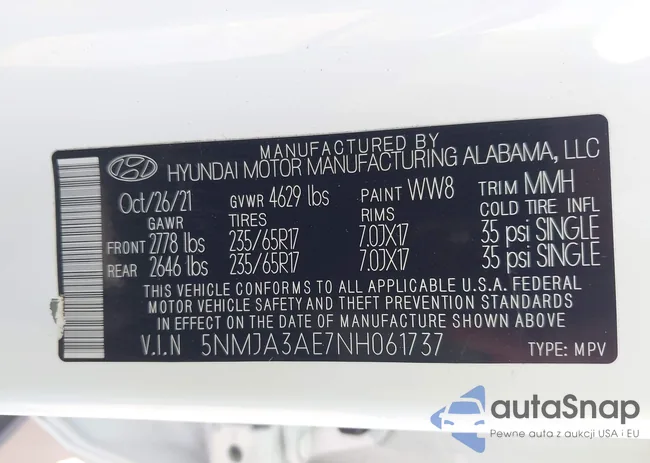 MANUFACTURED BY
HYUNDAI MOTOR MANUFACTURING ALABAMA, LLC
Oct/26/21 GVWR 4629 lbs PAINT WW8 TRIM MMH
GAWR TIRES RIMS COLD TIRE INFL
FRONT 2778 lbs 235/65R17 7.0JX17 35 psi SINGLE
REAR 2646 lbs 235/65R17 7.0JX17 35 psi SINGLE
THIS VEHICLE CONFORMS TO ALL APPLICABLE U.S.A. FEDERAL
MOTOR VEHICLE SAFETY AND THEFT PREVENTION STANDARDS
IN EFFECT ON THE DATE OF MANUFACTURE SHOWN ABOVE
V.I.N 5NMJA3AE7NH061737 TYPE: MPV
autaSnap
Pewne auta z aukcji USA i EU